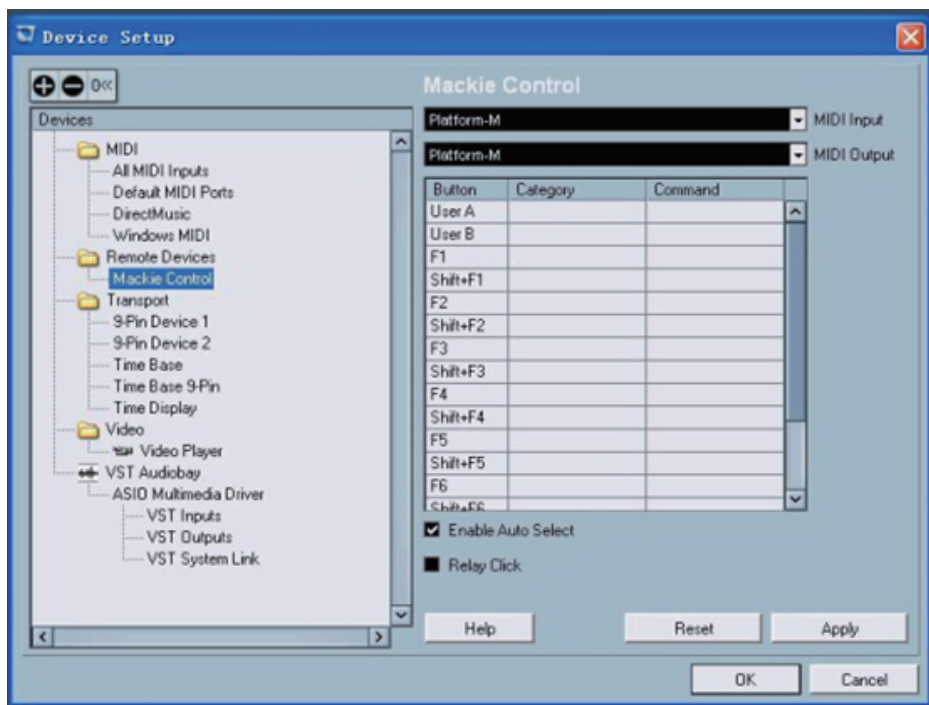 Device Setup
Devices
MIDI
All MIDI Inputs
Default MIDI Ports
DirectMusic
Windows MIDI
Remote Devices
Mackie Control
Transport
9-Pin Device 1
9-Pin Device 2
Time Base
Time Base 9-Pin
Time Display
Video
Video Player
VST Audiobay
ASIO Multimedia Driver
VST Inputs
VST Outputs
VST System Link
Mackie Control
Platform-M MIDI Input
Platform-M MIDI Output
Button Category Command
User A
User B
F1
Shift+F1
F2
Shift+F2
F3
Shift+F3
F4
Shift+F4
F5
Shift+F5
F6
Shift+F6
Enable Auto Select
Relay Click
Help Reset Apply
OK Cancel